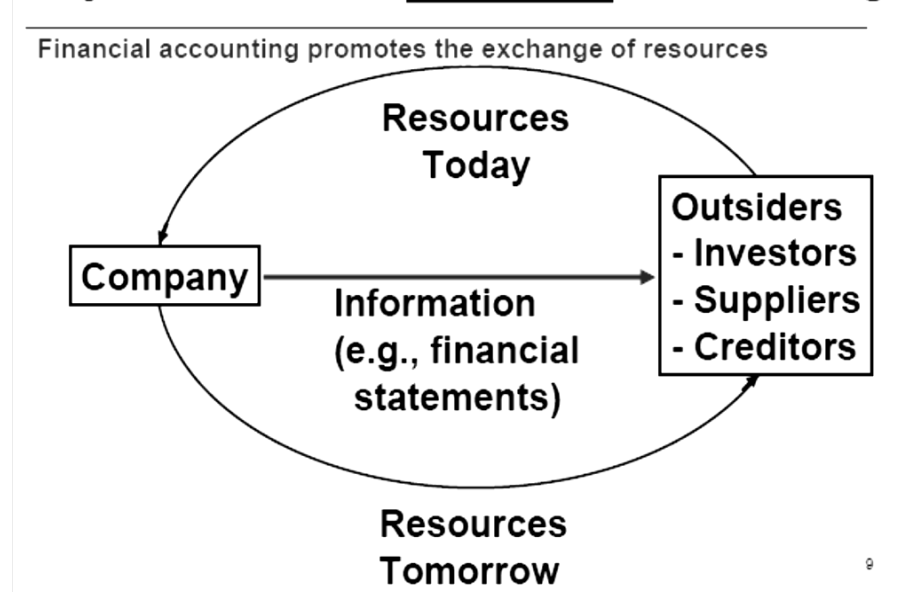 Financial accounting promotes the exchange of resources
Resources
Today
Company
Outsiders
- Investors
- Suppliers
- Creditors
Information
(e.g., financial
statements)
Resources
Tomorrow
9